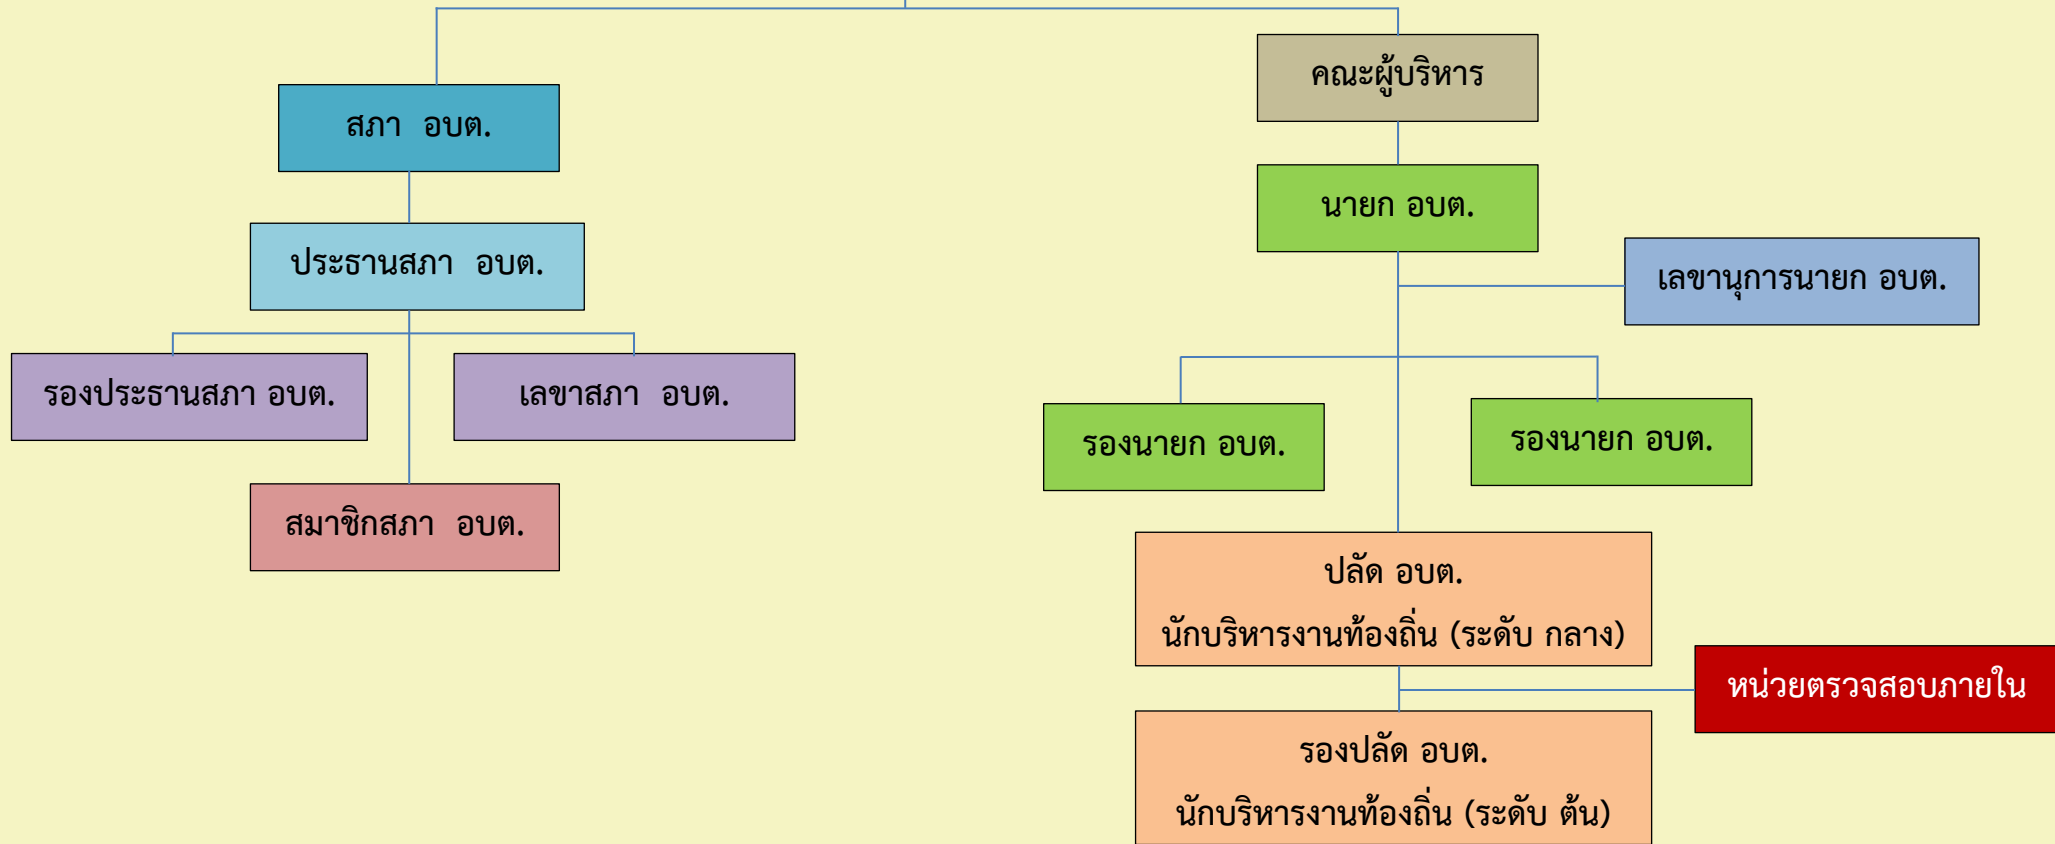 คณะผู้บริหาร
สภา อบต.
นายก อบต.
ประธานสภา อบต.
เลขานุการนายก อบต.
รองประธานสภา อบต.
เลขาสภา อบต.
รองนายก อบต.
รองนายก อบต.
สมาชิกสภา อบต.
ปลัด อบต.
นักบริหารงานท้องถิ่น (ระดับ กลาง)
หน่วยตรวจสอบภายใน
รองปลัด อบต.
นักบริหารงานท้องถิ่น (ระดับ ต้น)